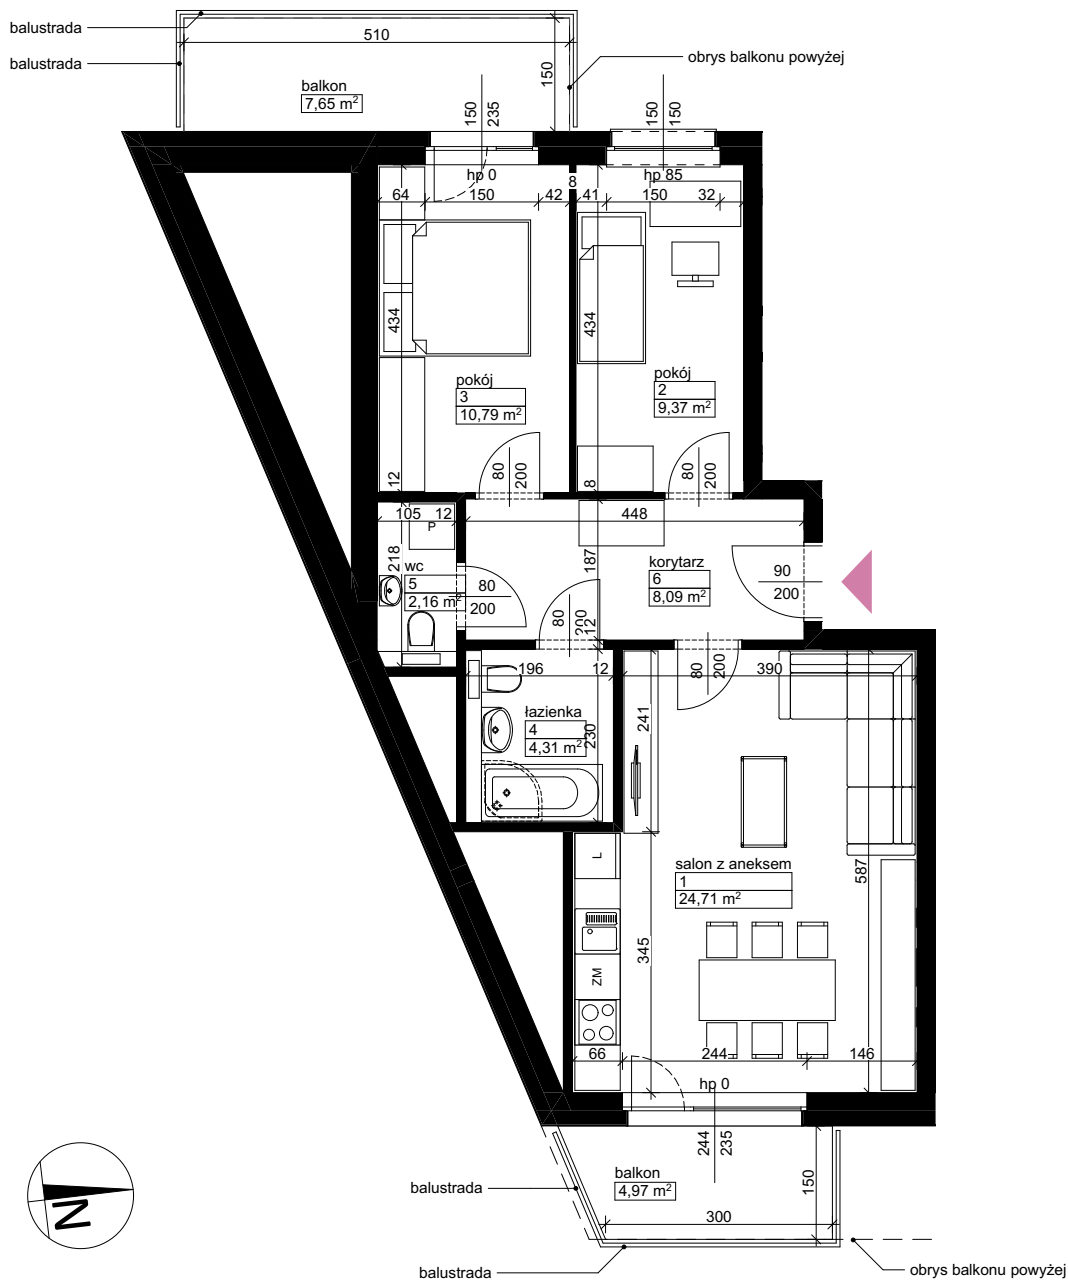 balustrada
510
balustrada
obrys balkonu powyżej
150
balkon
7,65 m²
150
235
150
150
hp 0
8
hp 85
64
150
42
41
150
32
434
434
pokój
3
10,79 m²
pokój
2
9,37 m²
12
80
200
8
80
200
105
12
P
448
218
wc
5
2,16 m²
80
200
187
korytarz
6
8,09 m²
90
200
80
200
12
80
200
196
12
390
241
łazienka
4
4,31 m²
230
L
salon z aneksem
1
24,71 m²
587
345
ZM
66
244
146
hp 0
244
235
balkon
4,97 m²
150
balustrada
300
N
balustrada
obrys balkonu powyżej